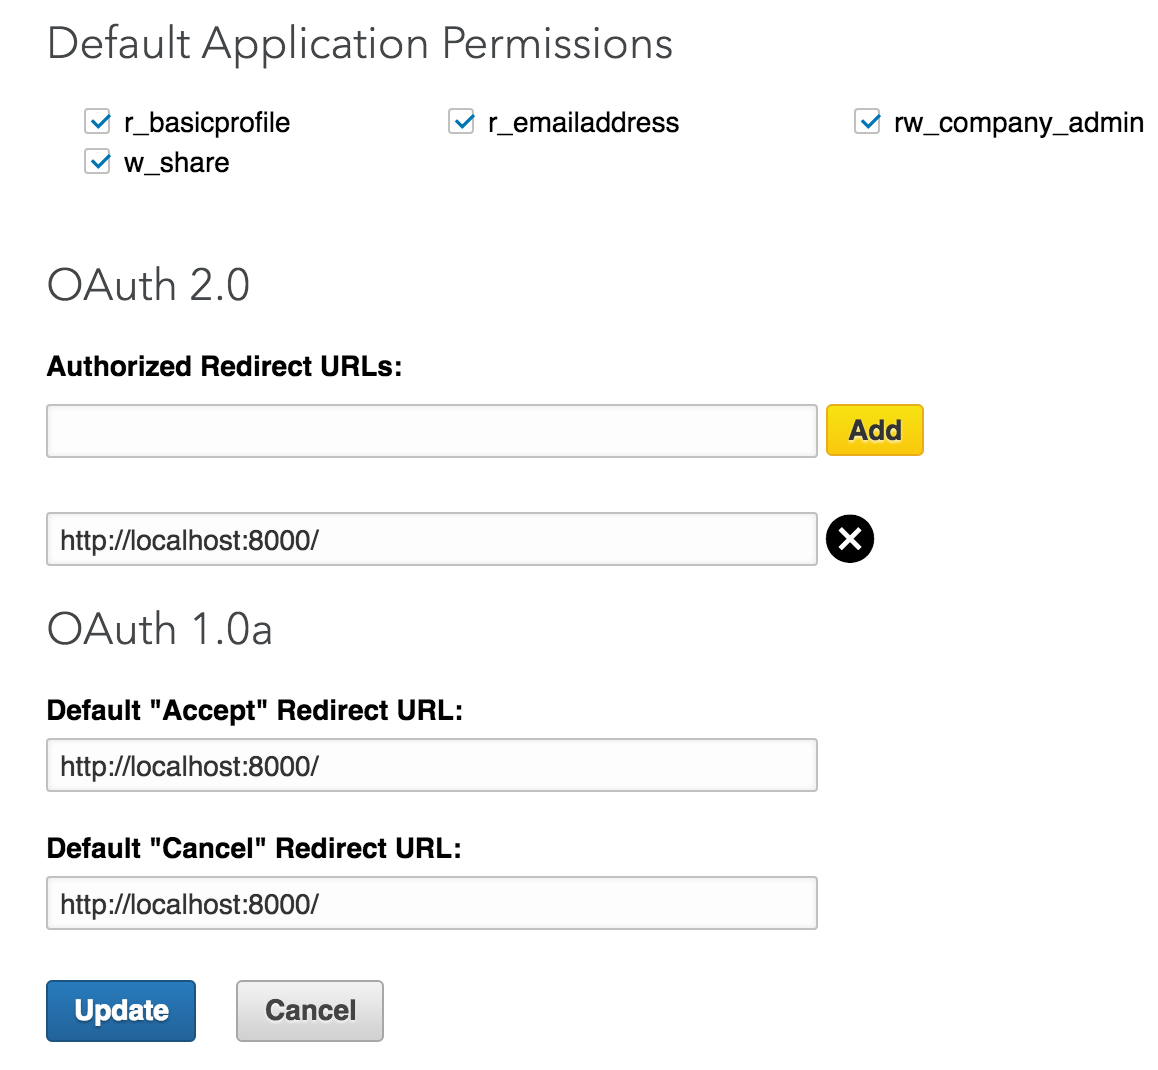 Default Application Permissions
r_basicprofile r_emailaddress rw_company_admin
w_share
OAuth 2.0
Authorized Redirect URLs:
Add
http://localhost:8000/
OAuth 1.0a
Default "Accept" Redirect URL:
http://localhost:8000/
Default "Cancel" Redirect URL:
http://localhost:8000/
Update Cancel